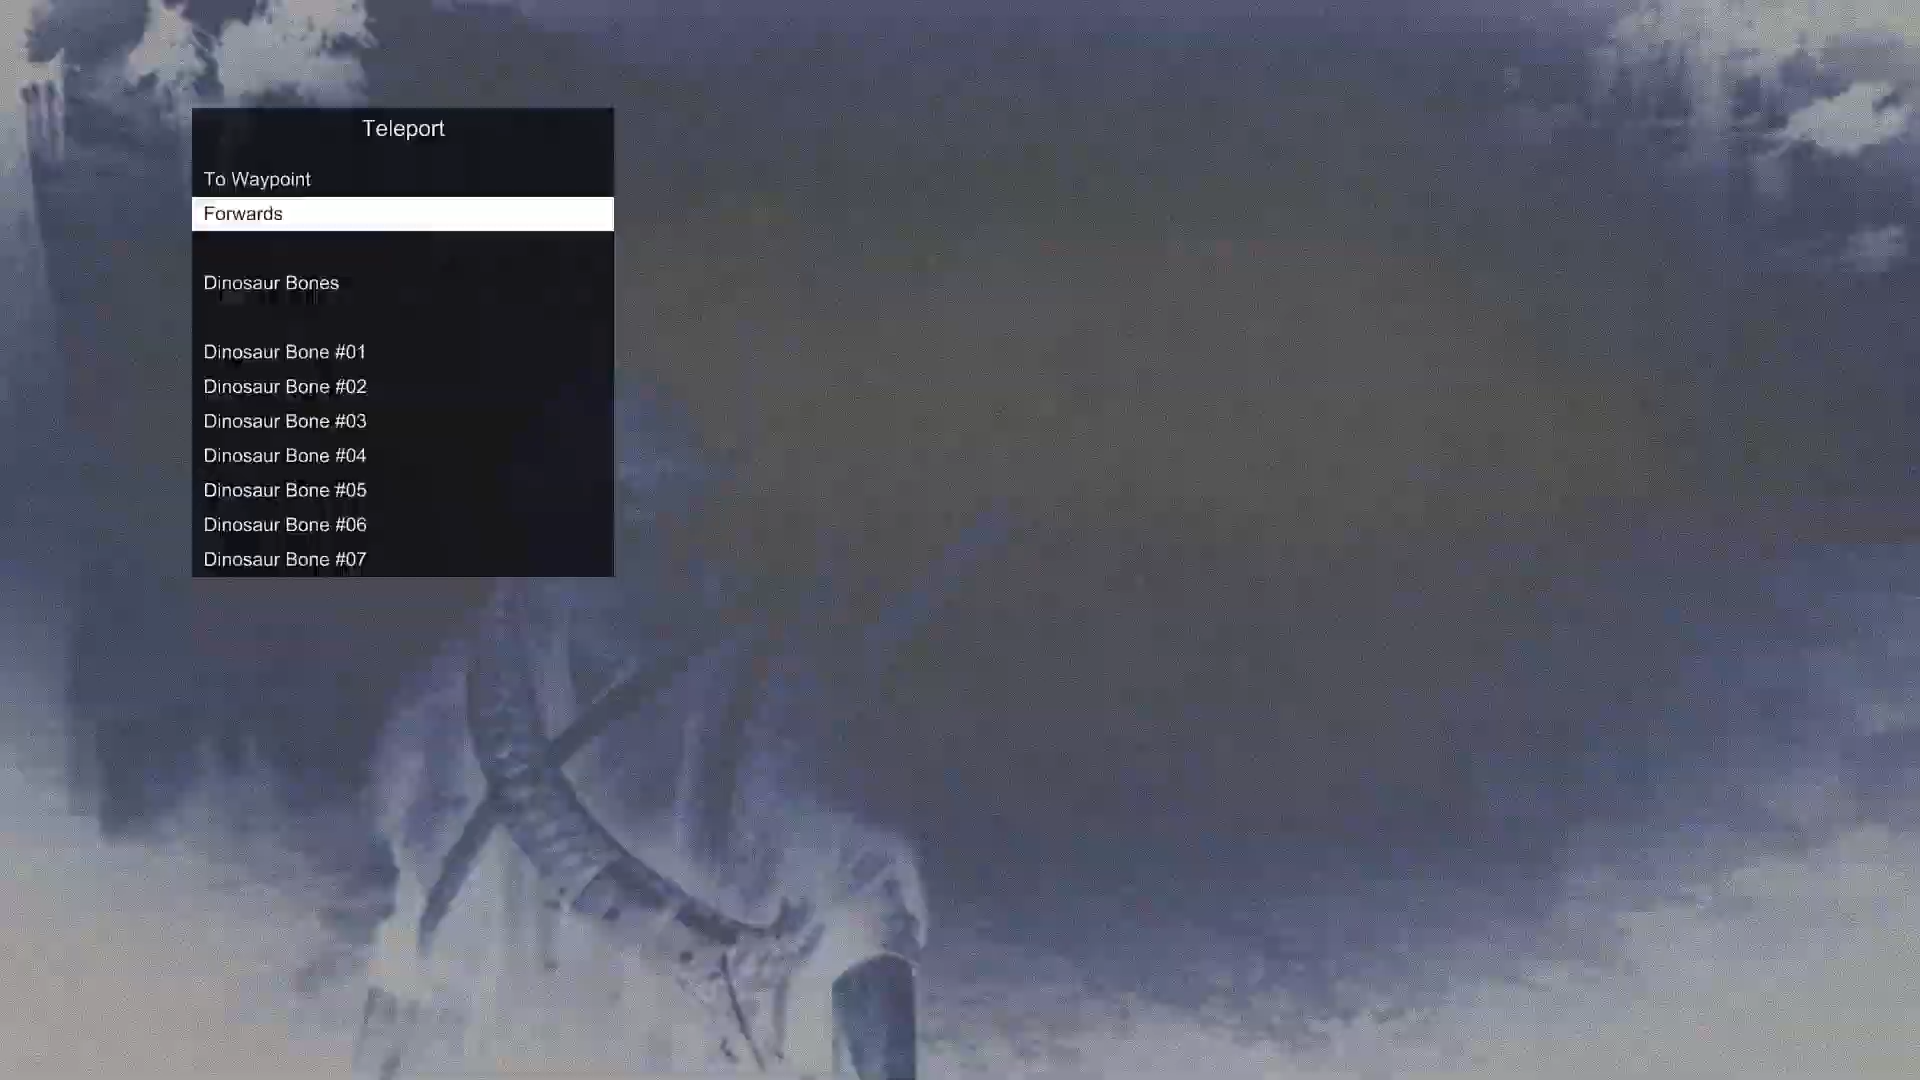 Teleport
To Waypoint
Forwards
Dinosaur Bones
Dinosaur Bone #01
Dinosaur Bone #02
Dinosaur Bone #03
Dinosaur Bone #04
Dinosaur Bone #05
Dinosaur Bone #06
Dinosaur Bone #07